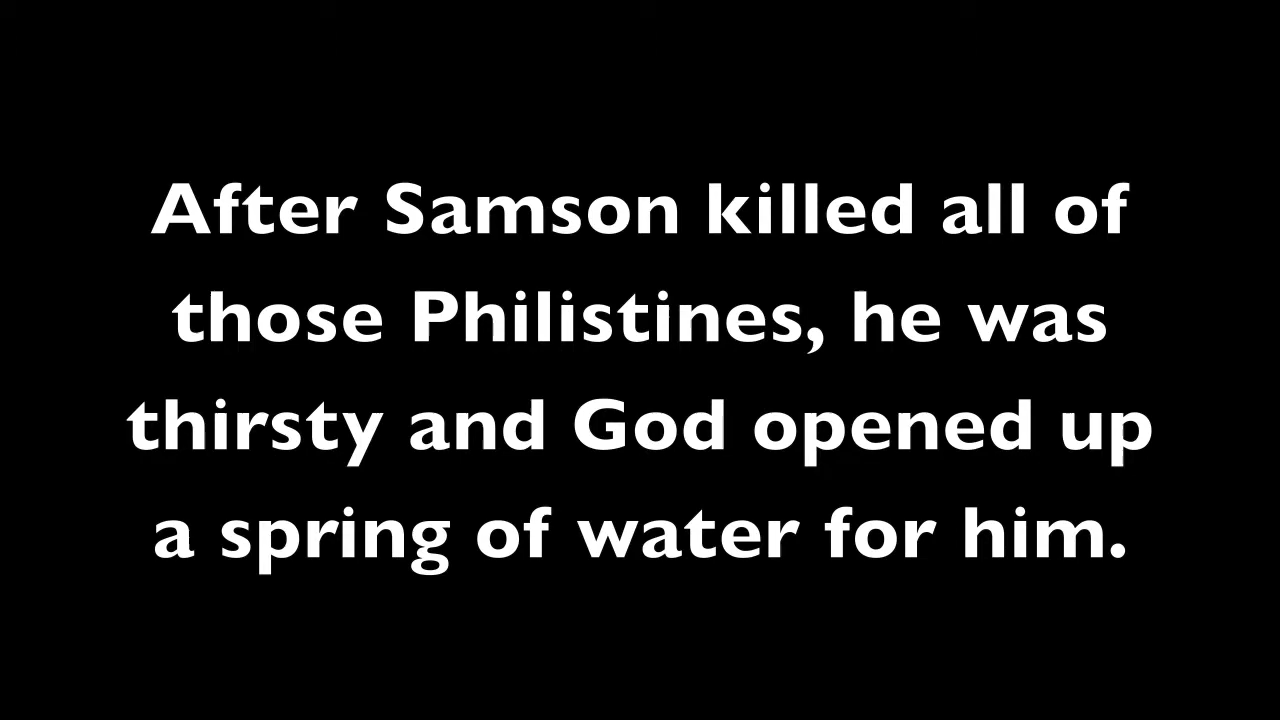 After Samson killed all of
those Philistines, he was
thirsty and God opened up
a spring of water for him.